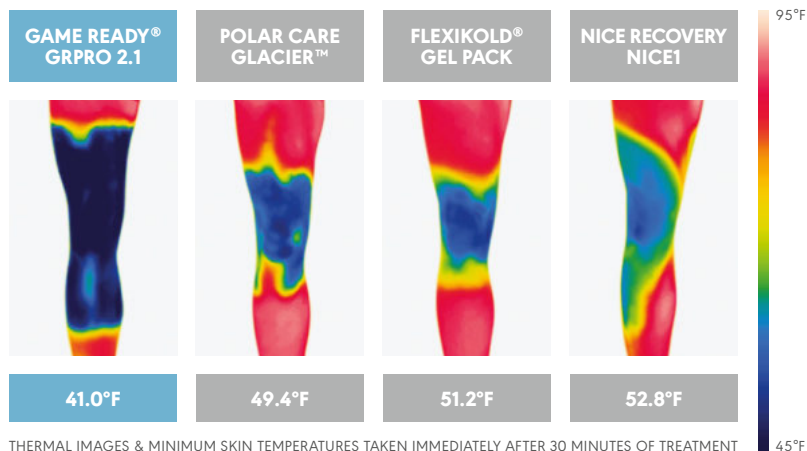 GAME READY®
GRPRO 2.1
POLAR CARE
GLACIER™
FLEXIKOLD®
GEL PACK
NICE RECOVERY
NICE1
95°F
41.0°F
49.4°F
51.2°F
52.8°F
THERMAL IMAGES & MINIMUM SKIN TEMPERATURES TAKEN IMMEDIATELY AFTER 30 MINUTES OF TREATMENT
45°F